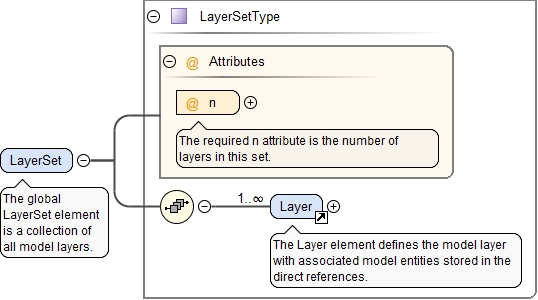 LayerSetType
@ Attributes
@ n
The required n attribute is the number of
layers in this set.
LayerSet
The global
LayerSet element
is a collection of
all model layers.
1..∞
Layer
The Layer element defines the model layer
with associated model entities stored in the
direct references.